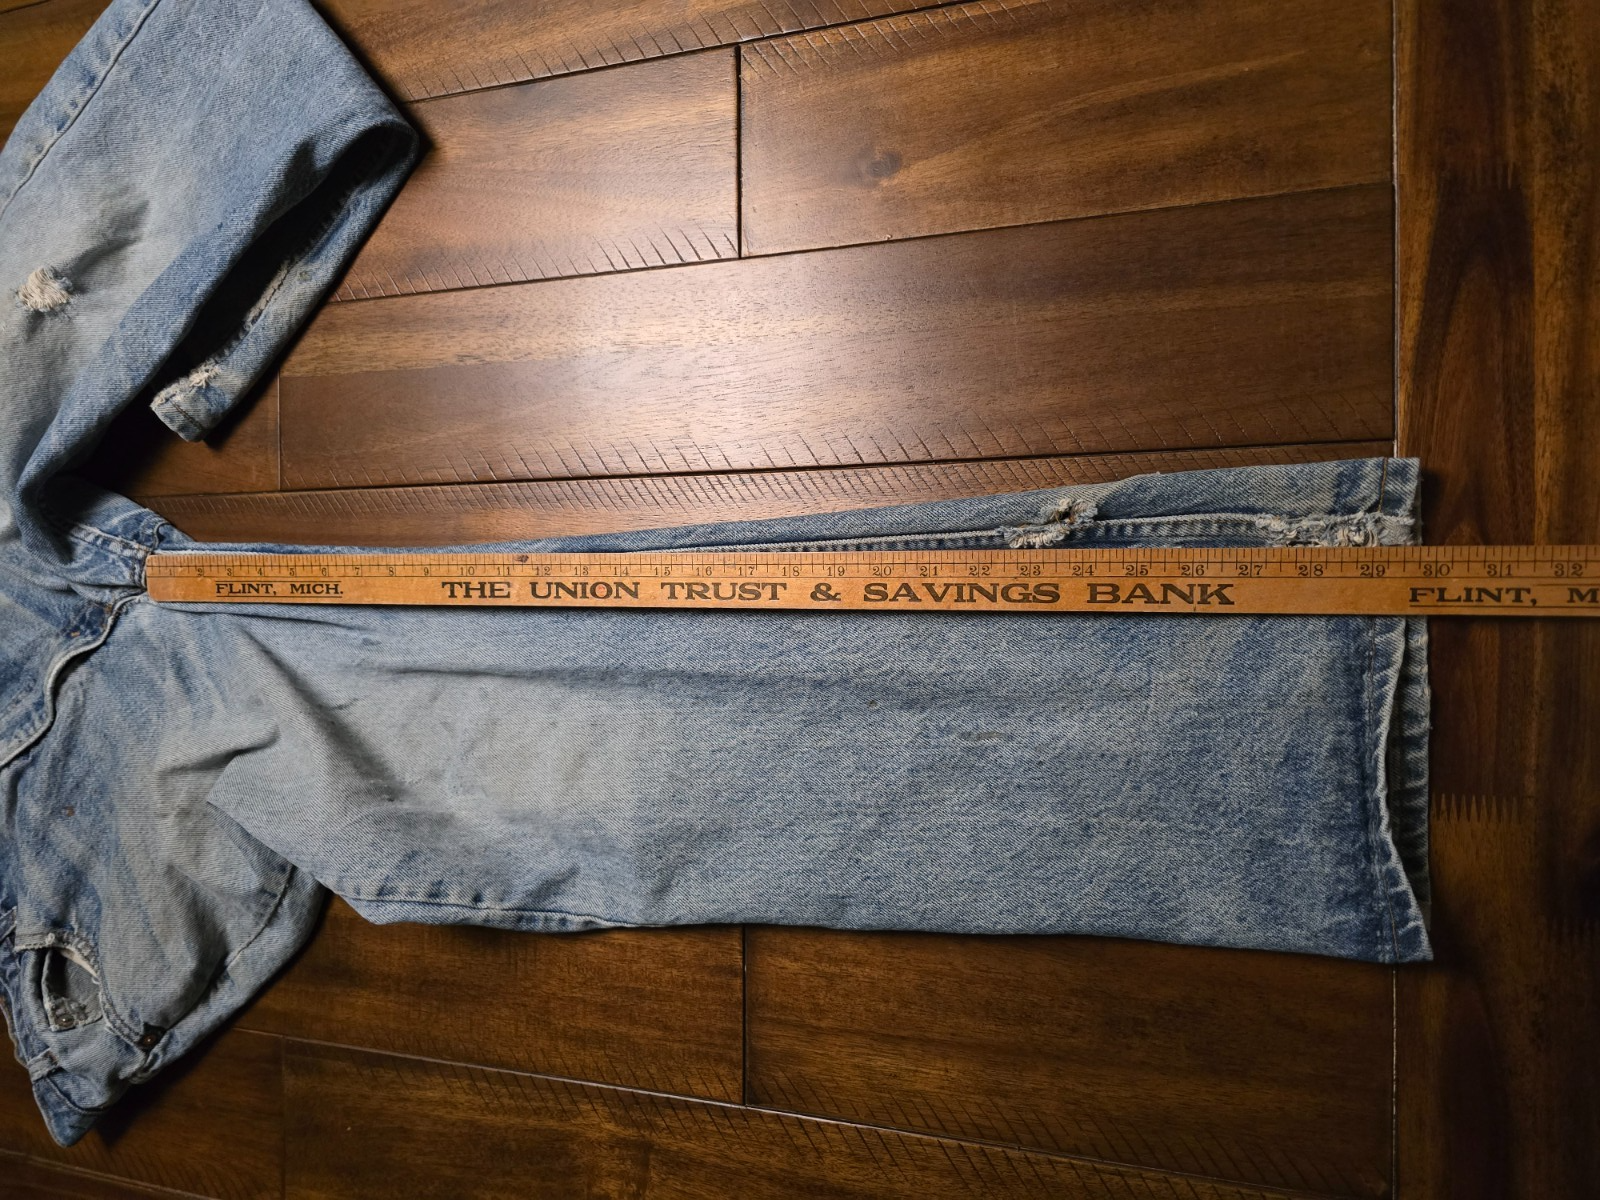 1 2 3 4 5 6 7 8 9 10 11 12 13 14 15 16 17 18 19 20 21 22 23 24 25 26 27 28 29 30 31 32
FLINT, MICH. THE UNION TRUST & SAVINGS BANK FLINT, M